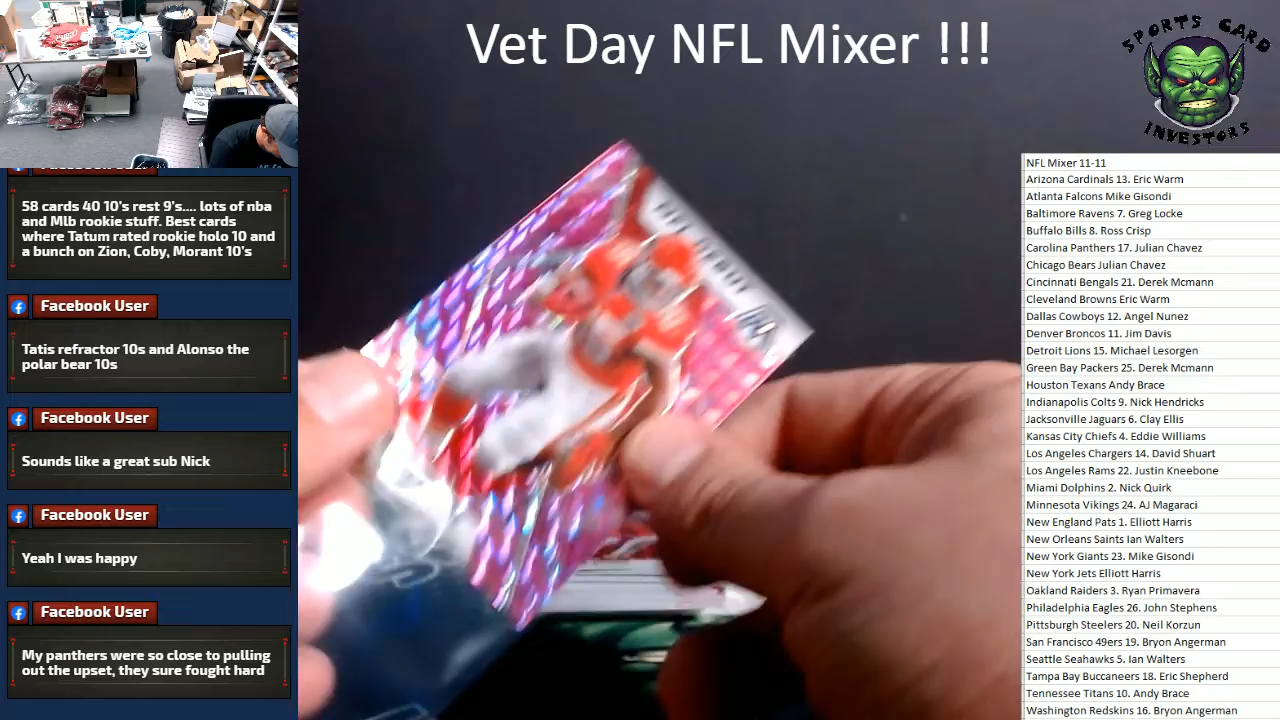 Vet Day NFL Mixer !!!
SPORTS CARD
INVESTORS
58 cards 40 10's rest 9's.... lots of nba
and Mlb rookie stuff. Best cards
where Tatum rated rookie holo 10 and
a bunch on Zion, Coby, Morant 10's
Facebook User
Tatis refractor 10s and Alonso the
polar bear 10s
Facebook User
Sounds like a great sub Nick
Facebook User
Yeah I was happy
Facebook User
My panthers were so close to pulling
out the upset, they sure fought hard
NFL DEBUT
NFL Mixer 11-11
Arizona Cardinals 13. Eric Warm
Atlanta Falcons Mike Gisondi
Baltimore Ravens 7. Greg Locke
Buffalo Bills 8. Ross Crisp
Carolina Panthers 17. Julian Chavez
Chicago Bears Julian Chavez
Cincinnati Bengals 21. Derek Mcmann
Cleveland Browns Eric Warm
Dallas Cowboys 12. Angel Nunez
Denver Broncos 11. Jim Davis
Detroit Lions 15. Michael Lesorgen
Green Bay Packers 25. Derek Mcmann
Houston Texans Andy Brace
Indianapolis Colts 9. Nick Hendricks
Jacksonville Jaguars 6. Clay Ellis
Kansas City Chiefs 4. Eddie Williams
Los Angeles Chargers 14. David Shuart
Los Angeles Rams 22. Justin Kneebone
Miami Dolphins 2. Nick Quirk
Minnesota Vikings 24. AJ Magaraci
New England Pats 1. Elliott Harris
New Orleans Saints Ian Walters
New York Giants 23. Mike Gisondi
New York Jets Elliott Harris
Oakland Raiders 3. Ryan Primavera
Philadelphia Eagles 26. John Stephens
Pittsburgh Steelers 20. Neil Korzun
San Francisco 49ers 19. Bryon Angerman
Seattle Seahawks 5. Ian Walters
Tampa Bay Buccaneers 18. Eric Shepherd
Tennessee Titans 10. Andy Brace
Washington Redskins 16. Bryon Angerman